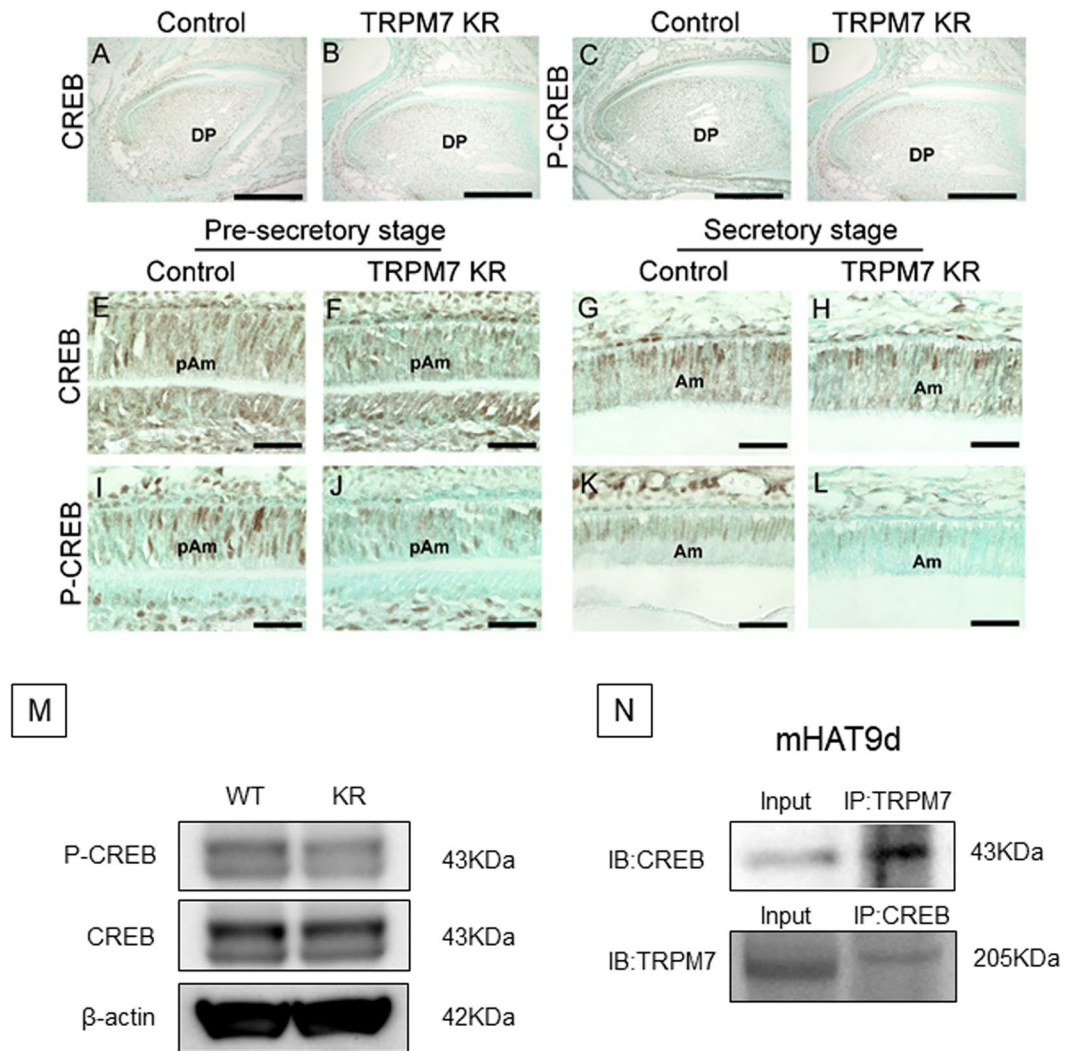 Control TRPM7 KR Control TRPM7 KR
CREB
A
DP
B
DP
P-CREB
C
DP
D
DP
Pre-secretory stage Secretory stage
Control TRPM7 KR Control TRPM7 KR
CREB
E
pAm
F
pAm
G
Am
H
Am
P-CREB
I
pAm
J
pAm
K
Am
L
Am
M
WT KR
P-CREB 43KDa
CREB 43KDa
β-actin 42KDa
N
mHAT9d
Input IP:TRPM7
IB:CREB 43KDa
Input IP:CREB
IB:TRPM7 205KDa